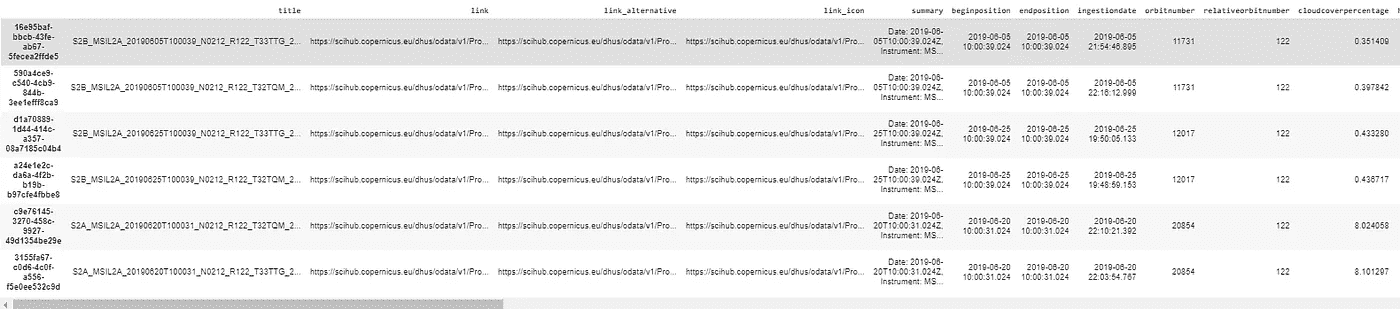 title link link_alternative link_icon summary beginposition endposition ingestiondate orbitnumber relativeorbitnumber cloudcoverpercentage
16e95baf-
bbcb-43fe-
ab67-
5fecea2ffde5
S2B_MSIL2A_20190605T100039_N0212_R122_T33TTG_2... https://scihub.copernicus.eu/dhus/odata/v1/Pro... https://scihub.copernicus.eu/dhus/odata/v1/Pro... https://scihub.copernicus.eu/dhus/odata/v1/Pro...
Date: 2019-06-
05T10:00:39.024Z,
Instrument: MS...
2019-06-05
10:00:39.024
2019-06-05
10:00:39.024
2019-06-05
21:54:46.895
11731 122 0.351409
590a4ce9-
c540-4cb9-
844b-
3ee1efff8ca9
S2B_MSIL2A_20190605T100039_N0212_R122_T32TQM_2... https://scihub.copernicus.eu/dhus/odata/v1/Pro... https://scihub.copernicus.eu/dhus/odata/v1/Pro... https://scihub.copernicus.eu/dhus/odata/v1/Pro...
Date: 2019-06-
05T10:00:39.024Z,
Instrument: MS...
2019-06-05
10:00:39.024
2019-06-05
10:00:39.024
2019-06-05
22:16:12.999
11731 122 0.397842
d1a70889-
1d44-414c-
a357-
08a7185c04b4
S2B_MSIL2A_20190625T100039_N0212_R122_T33TTG_2... https://scihub.copernicus.eu/dhus/odata/v1/Pro... https://scihub.copernicus.eu/dhus/odata/v1/Pro... https://scihub.copernicus.eu/dhus/odata/v1/Pro...
Date: 2019-06-
25T10:00:39.024Z,
Instrument: MS...
2019-06-25
10:00:39.024
2019-06-25
10:00:39.024
2019-06-25
19:50:05.133
12017 122 0.433280
a24e1e2c-
da6a-4f2b-
b19b-
b97cfe4fbbe8
S2B_MSIL2A_20190625T100039_N0212_R122_T32TQM_2... https://scihub.copernicus.eu/dhus/odata/v1/Pro... https://scihub.copernicus.eu/dhus/odata/v1/Pro... https://scihub.copernicus.eu/dhus/odata/v1/Pro...
Date: 2019-06-
25T10:00:39.024Z,
Instrument: MS...
2019-06-25
10:00:39.024
2019-06-25
10:00:39.024
2019-06-25
19:48:59.153
12017 122 0.436717
c9e76145-
3270-458c-
9927-
49d1354be29e
S2A_MSIL2A_20190620T100031_N0212_R122_T32TQM_2... https://scihub.copernicus.eu/dhus/odata/v1/Pro... https://scihub.copernicus.eu/dhus/odata/v1/Pro... https://scihub.copernicus.eu/dhus/odata/v1/Pro...
Date: 2019-06-
20T10:00:31.024Z,
Instrument: MS...
2019-06-20
10:00:31.024
2019-06-20
10:00:31.024
2019-06-20
22:10:21.392
20854 122 8.024058
3155fa67-
c0d6-4c0f-
a556-
f5e0ee532c9d
S2A_MSIL2A_20190620T100031_N0212_R122_T33TTG_2... https://scihub.copernicus.eu/dhus/odata/v1/Pro... https://scihub.copernicus.eu/dhus/odata/v1/Pro... https://scihub.copernicus.eu/dhus/odata/v1/Pro...
Date: 2019-06-
20T10:00:31.024Z,
Instrument: MS...
2019-06-20
10:00:31.024
2019-06-20
10:00:31.024
2019-06-20
22:03:54.767
20854 122 8.101297